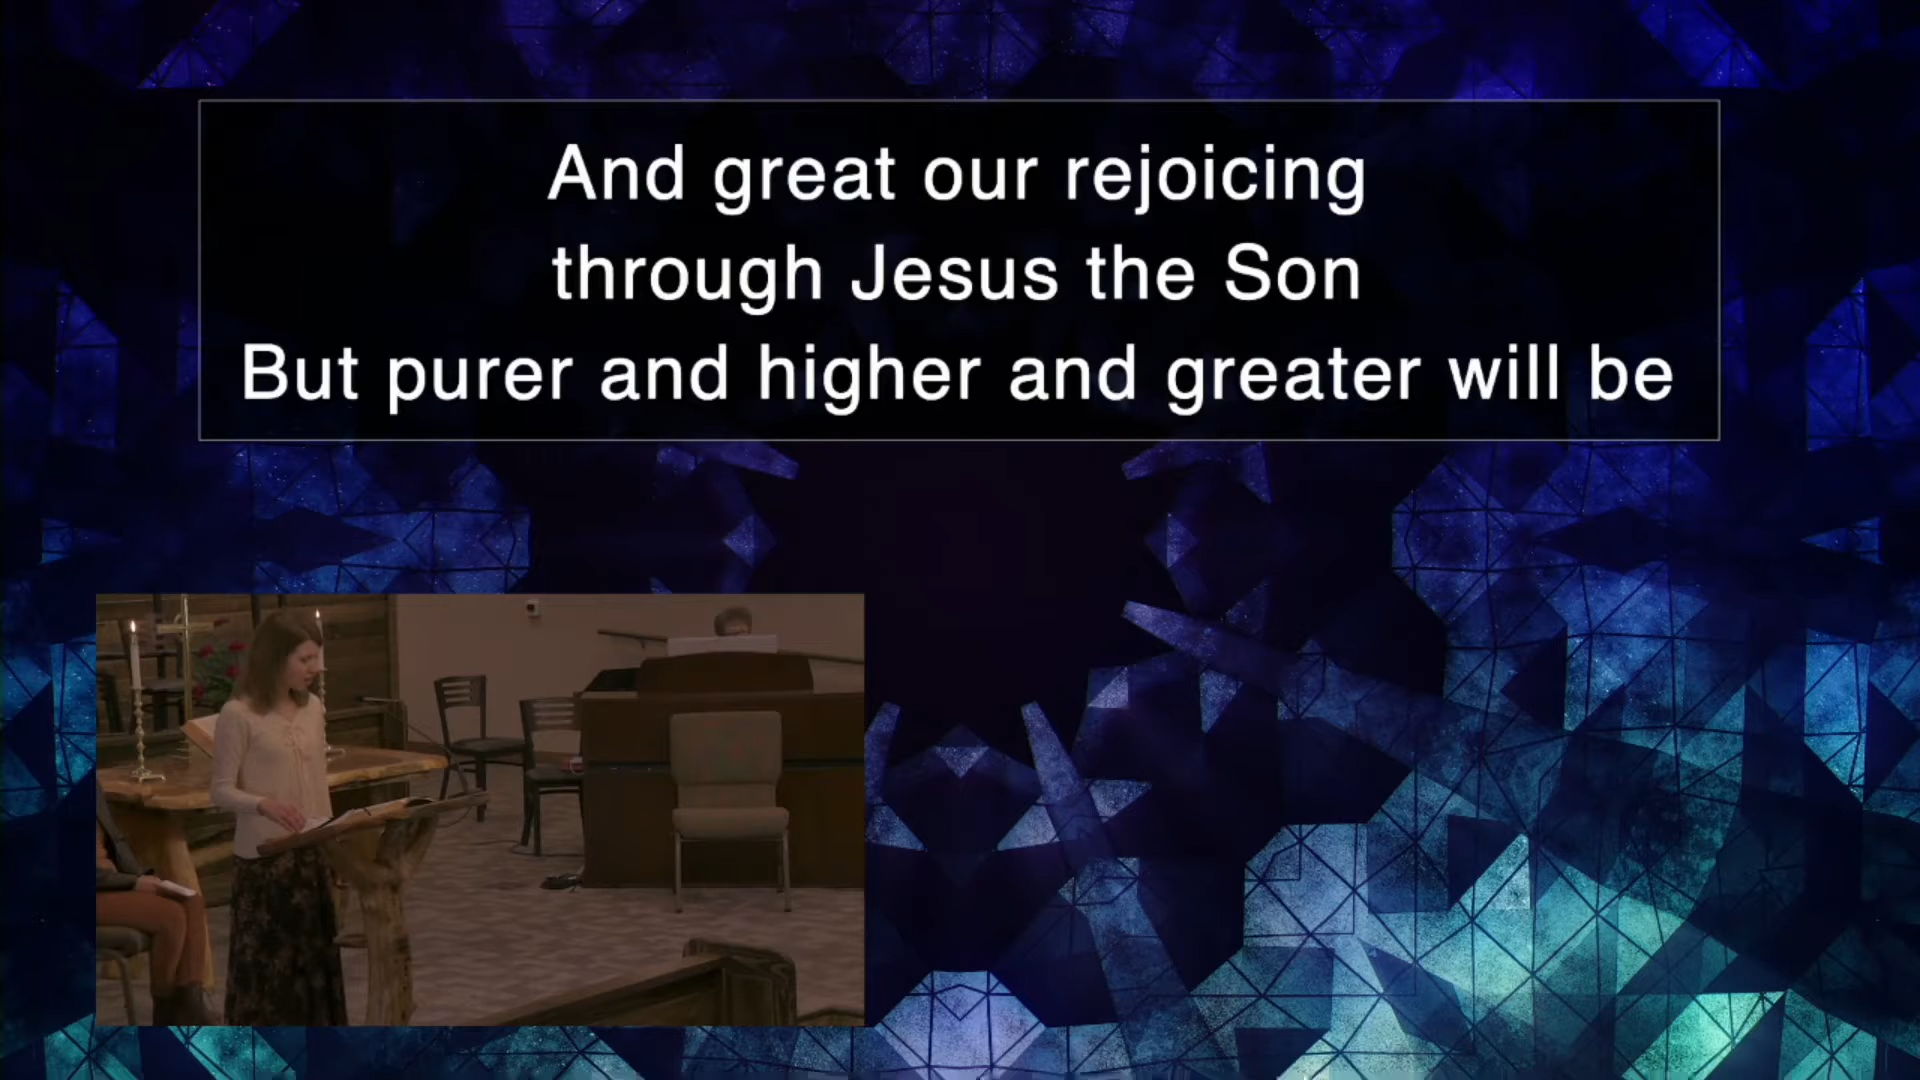 And great our rejoicing
through Jesus the Son
But purer and higher and greater will be